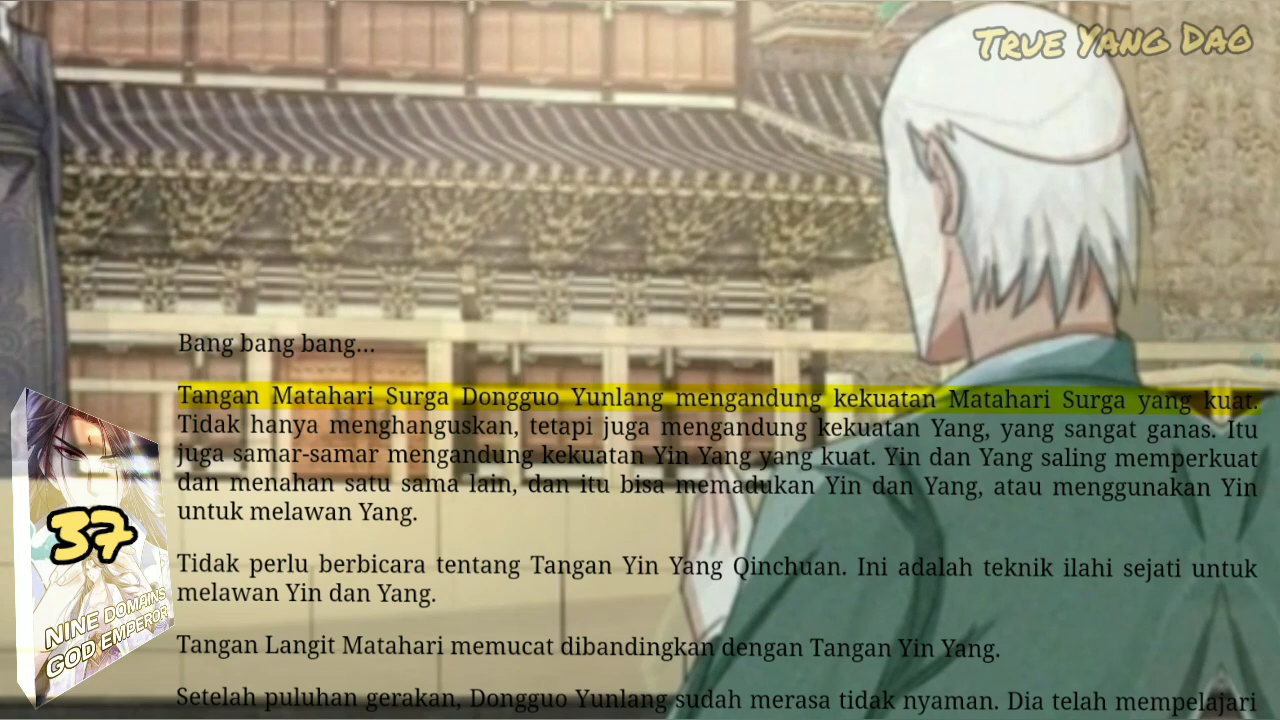 TRUE YANG DAO
Bang bang bang...
Tangan Matahari Surga Dongguo Yunlang mengandung kekuatan Matahari Surga yang kuat.
Tidak hanya menghanguskan, tetapi juga mengandung kekuatan Yang, yang sangat ganas. Itu
juga samar-samar mengandung kekuatan Yin Yang yang kuat. Yin dan Yang saling memperkuat
dan menahan satu sama lain, dan itu bisa memadukan Yin dan Yang, atau menggunakan Yin
untuk melawan Yang.
Tidak perlu berbicara tentang Tangan Yin Yang Qinchuan. Ini adalah teknik ilahi sejati untuk
melawan Yin dan Yang.
Tangan Langit Matahari memucat dibandingkan dengan Tangan Yin Yang.
Setelah puluhan gerakan, Dongguo Yunlang sudah merasa tidak nyaman. Dia telah mempelajari
37
NINE DOMAINS
GOD EMPEROR